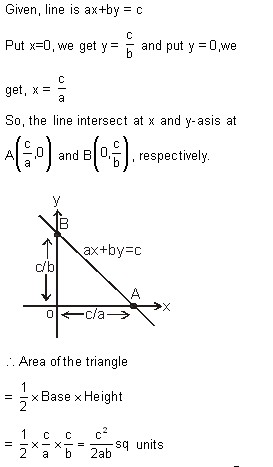 Given, line is ax+by = c
Put x=0, we get y = c/b and put y = 0,we
get, x = c/a
So, the line intersect at x and y-asis at
A(c/a,0) and B(0,c/b), respectively.
y
B
ax+by=c
c/b
A
x
o
c/a
∴ Area of the triangle
= 1/2 × Base × Height
= 1/2 × c/a × c/b = c²/2ab sq units